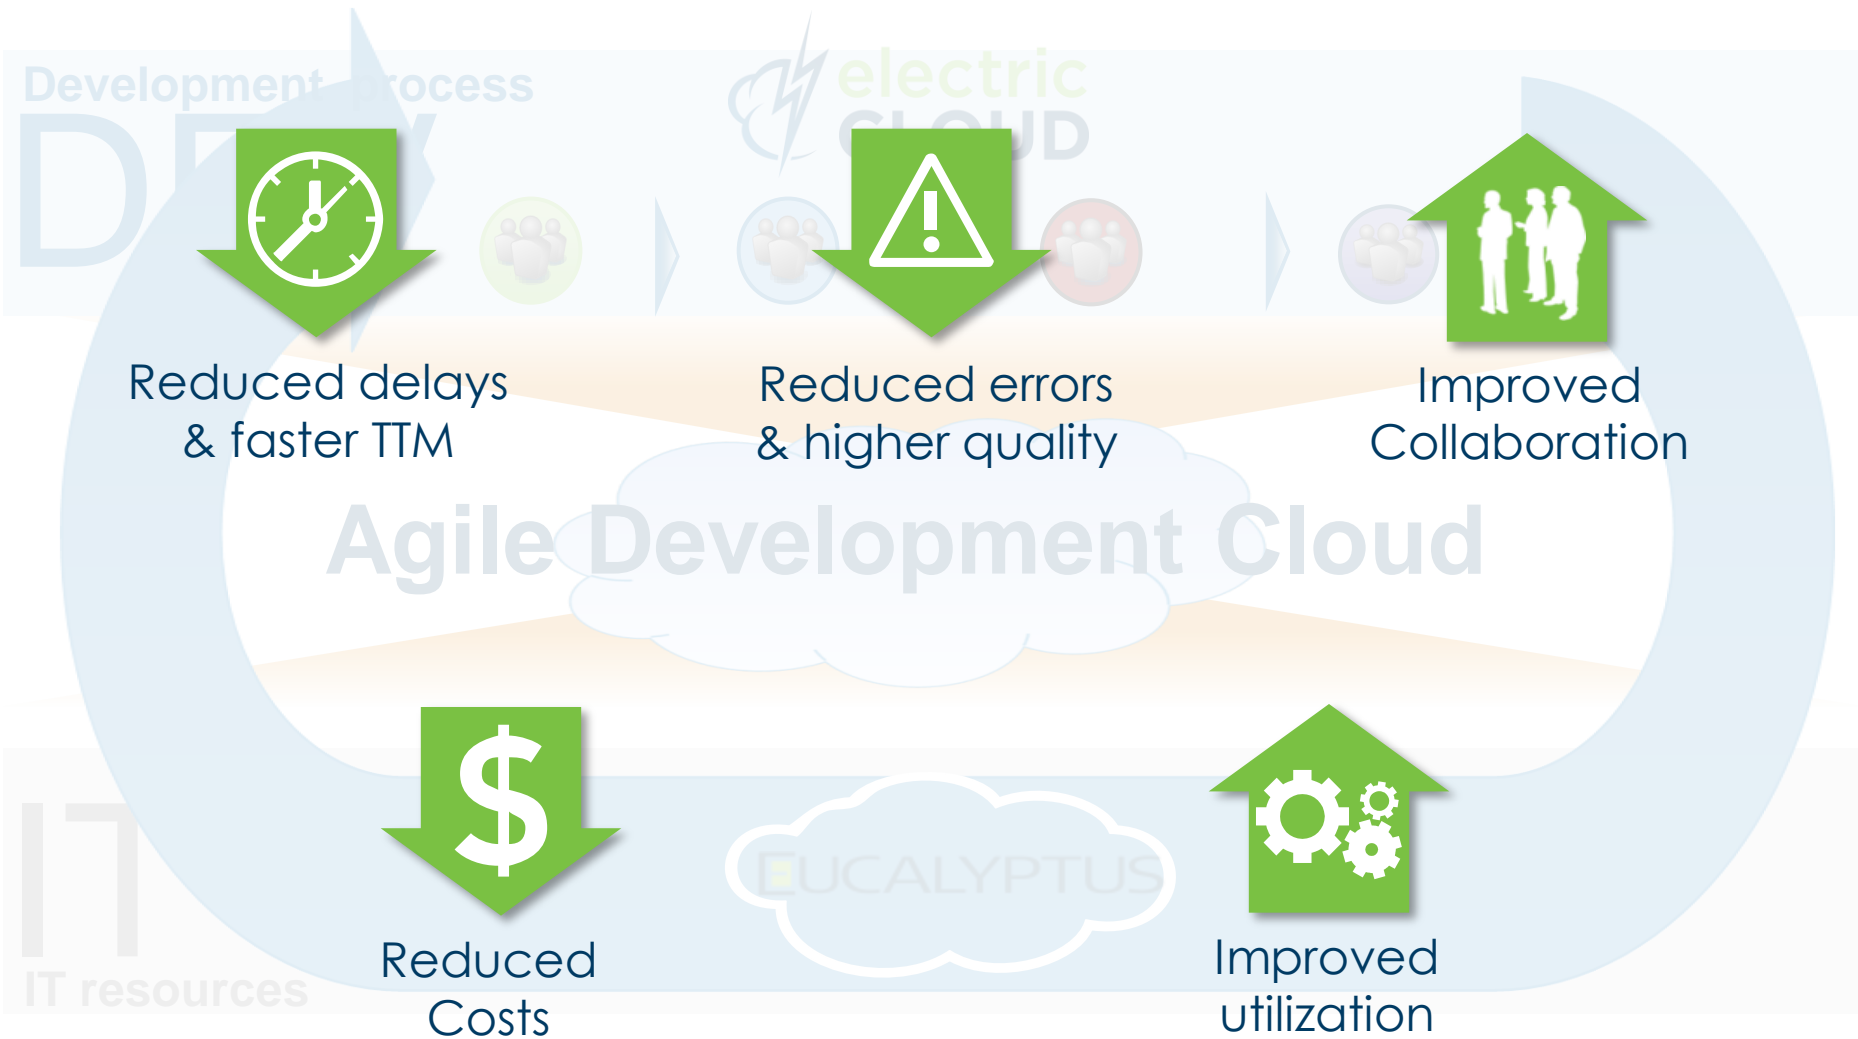 Development process
DEV
electric
CLOUD
Reduced delays
& faster TTM
Reduced errors
& higher quality
Improved
Collaboration
Agile Development Cloud
IT
IT resources
EUCALYPTUS
Reduced
Costs
Improved
utilization